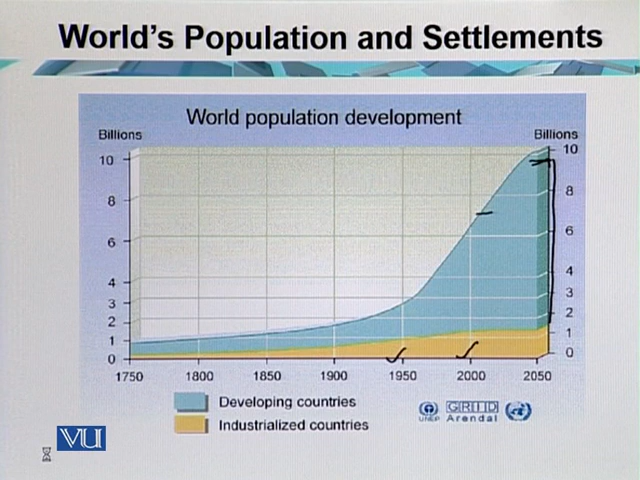 World's Population and Settlements
World population development
Billions
Billions
10
8
6
4
3
2
1
0
10
8
6
4
3
2
1
0
1750 1800 1850 1900 1950 2000 2050
Developing countries
Industrialized countries
UNEP
GRID
Arendal
VU